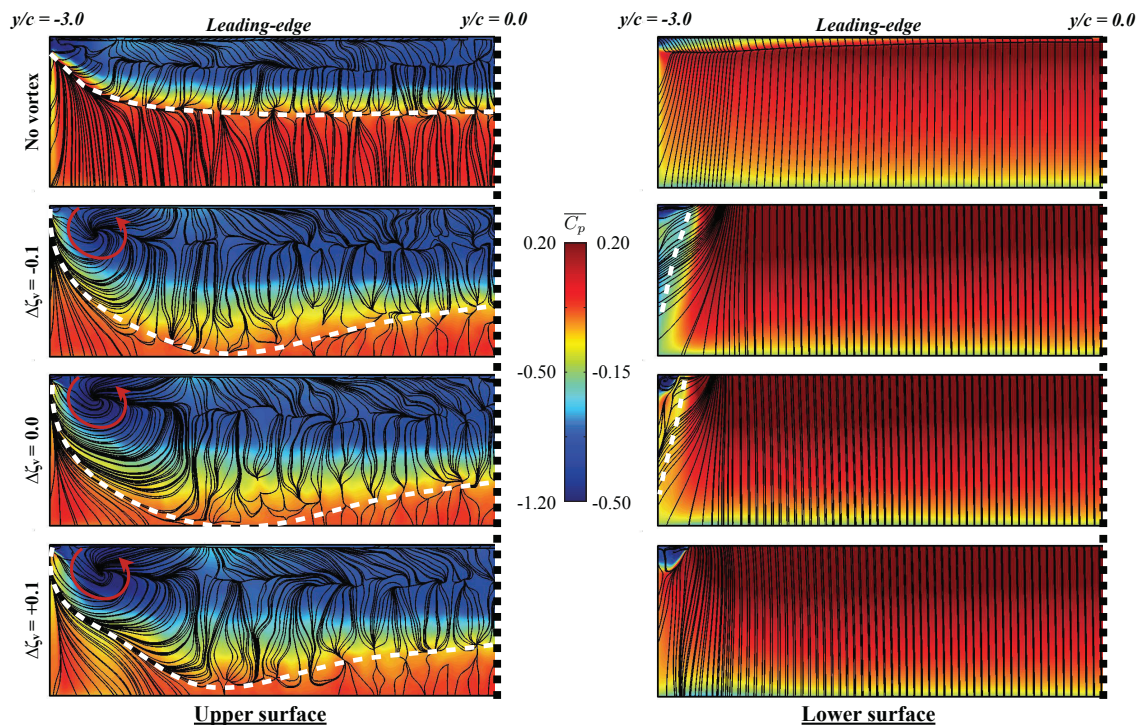 y/c = -3.0 Leading-edge y/c = 0.0
y/c = -3.0 Leading-edge y/c = 0.0
No vortex
Δζv = -0.1
Δζv = 0.0
Δζv = +0.1
C̅p̅
0.20 0.20
-0.50 -0.15
-1.20 -0.50
Upper surface
Lower surface